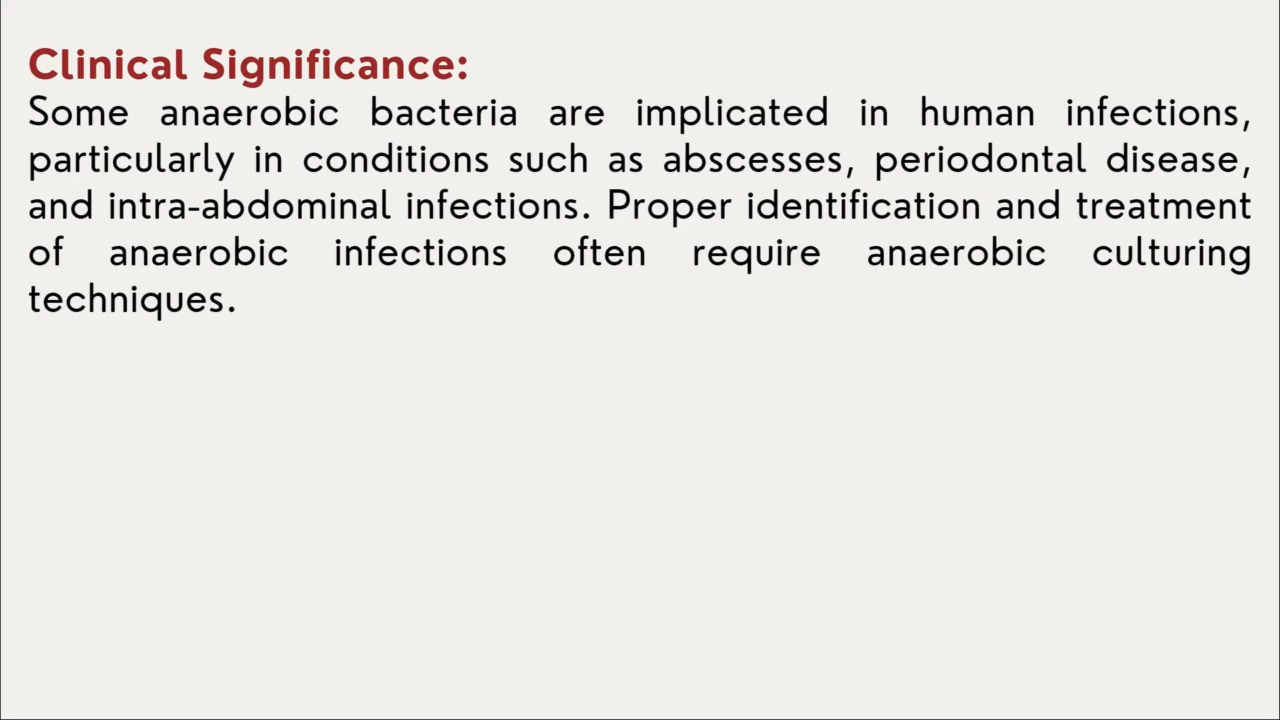 Clinical Significance:
Some anaerobic bacteria are implicated in human infections,
particularly in conditions such as abscesses, periodontal disease,
and intra-abdominal infections. Proper identification and treatment
of anaerobic infections often require anaerobic culturing
techniques.